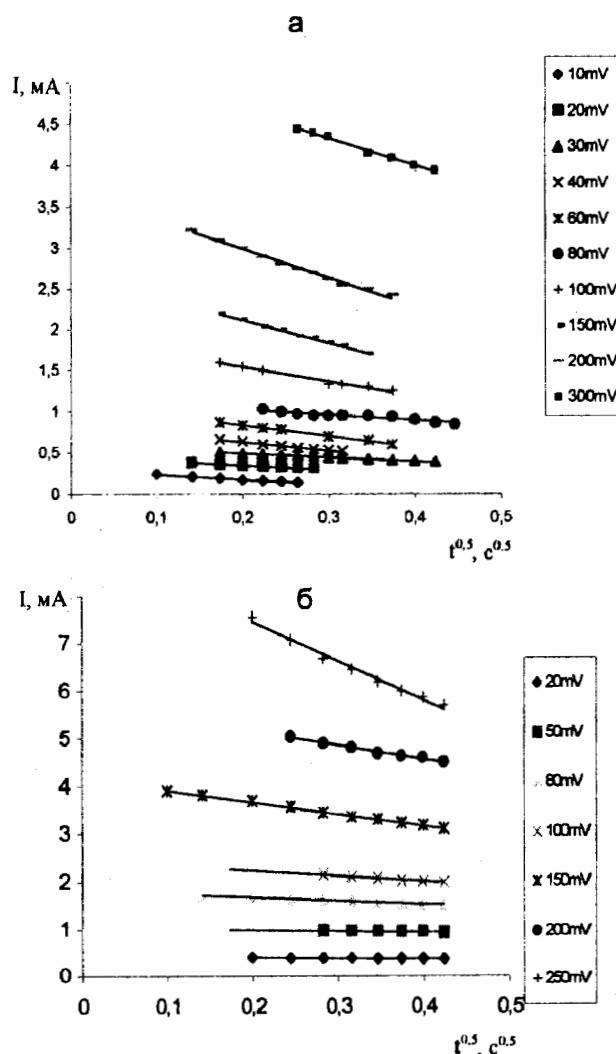 а
I, мА
4,5
4
3,5
3
2,5
2
1,5
1
0,5
0
0
0,1
0,2
0,3
0,4
0,5
t^0,5, c^0,5
10mV
20mV
30mV
40mV
60mV
80mV
100mV
150mV
200mV
300mV
б
I, мА
7
6
5
4
3
2
1
0
0
0,1
0,2
0,3
0,4
0,5
t^0,5, c^0,5
20mV
50mV
80mV
100mV
150mV
200mV
250mV